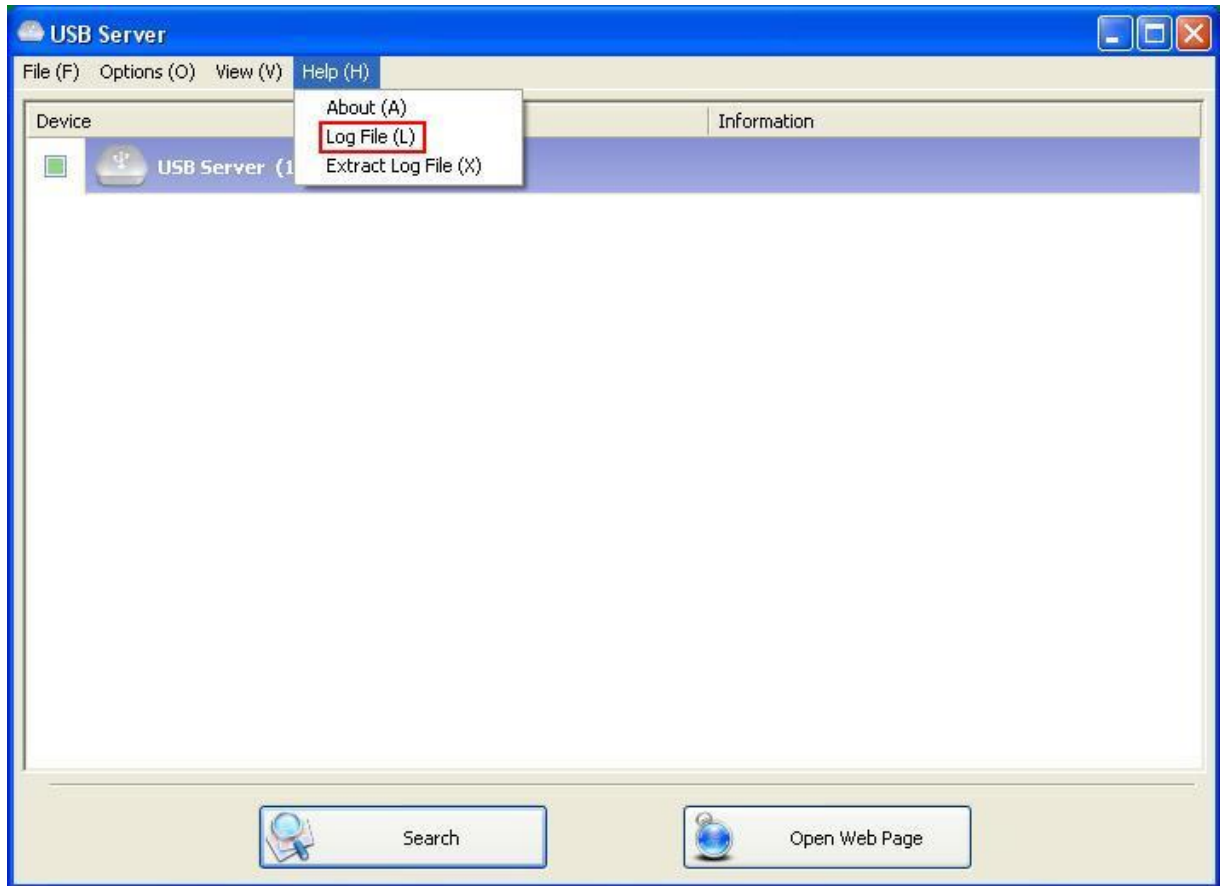 USB Server
File (F) Options (O) View (V) Help (H)
About (A)
Log File (L)
Extract Log File (X)
Device Information
USB Server (1
Search Open Web Page